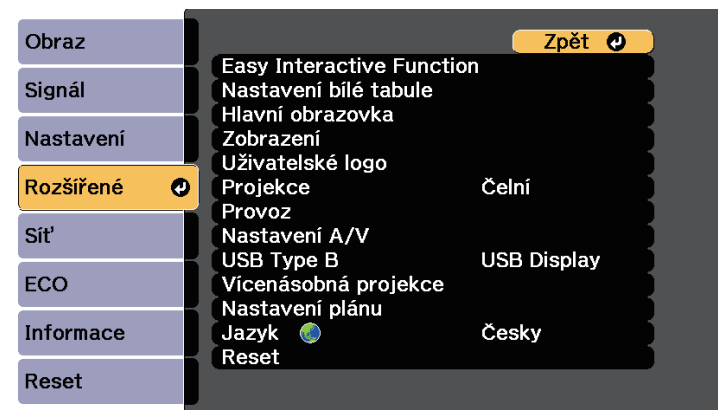 Obraz
Signál
Nastavení
Rozšířené
Síť
ECO
Informace
Reset
Zpět
Easy Interactive Function
Nastavení bílé tabule
Hlavní obrazovka
Zobrazení
Uživatelské logo
Projekce Čelní
Provoz
Nastavení A/V
USB Type B USB Display
Vícenásobná projekce
Nastavení plánu
Jazyk Česky
Reset